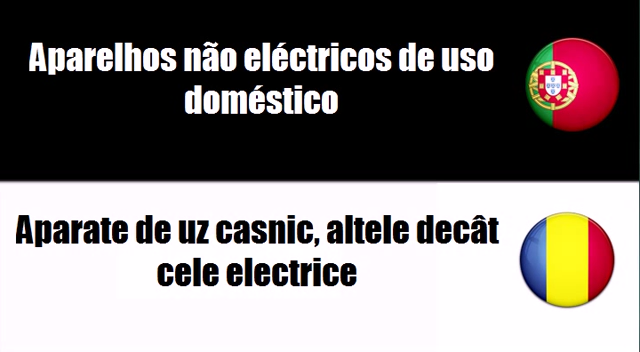 Aparelhos não eléctricos de uso
doméstico
Aparate de uz casnic, altele decât
cele electrice